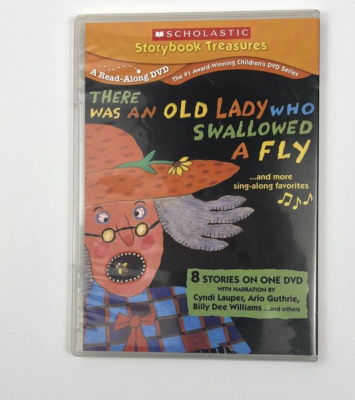 SCHOLASTIC
Storybook Treasures
A Read-Along DVD
The #1 Award-Winning Children's DVD Series
THERE
WAS AN OLD LADY WHO
SWALLOWED
A FLY
...and more
sing-along favorites
8 STORIES ON ONE DVD
WITH NARRATION BY
Cyndi Lauper, Arlo Guthrie,
Billy Dee Williams ...and others